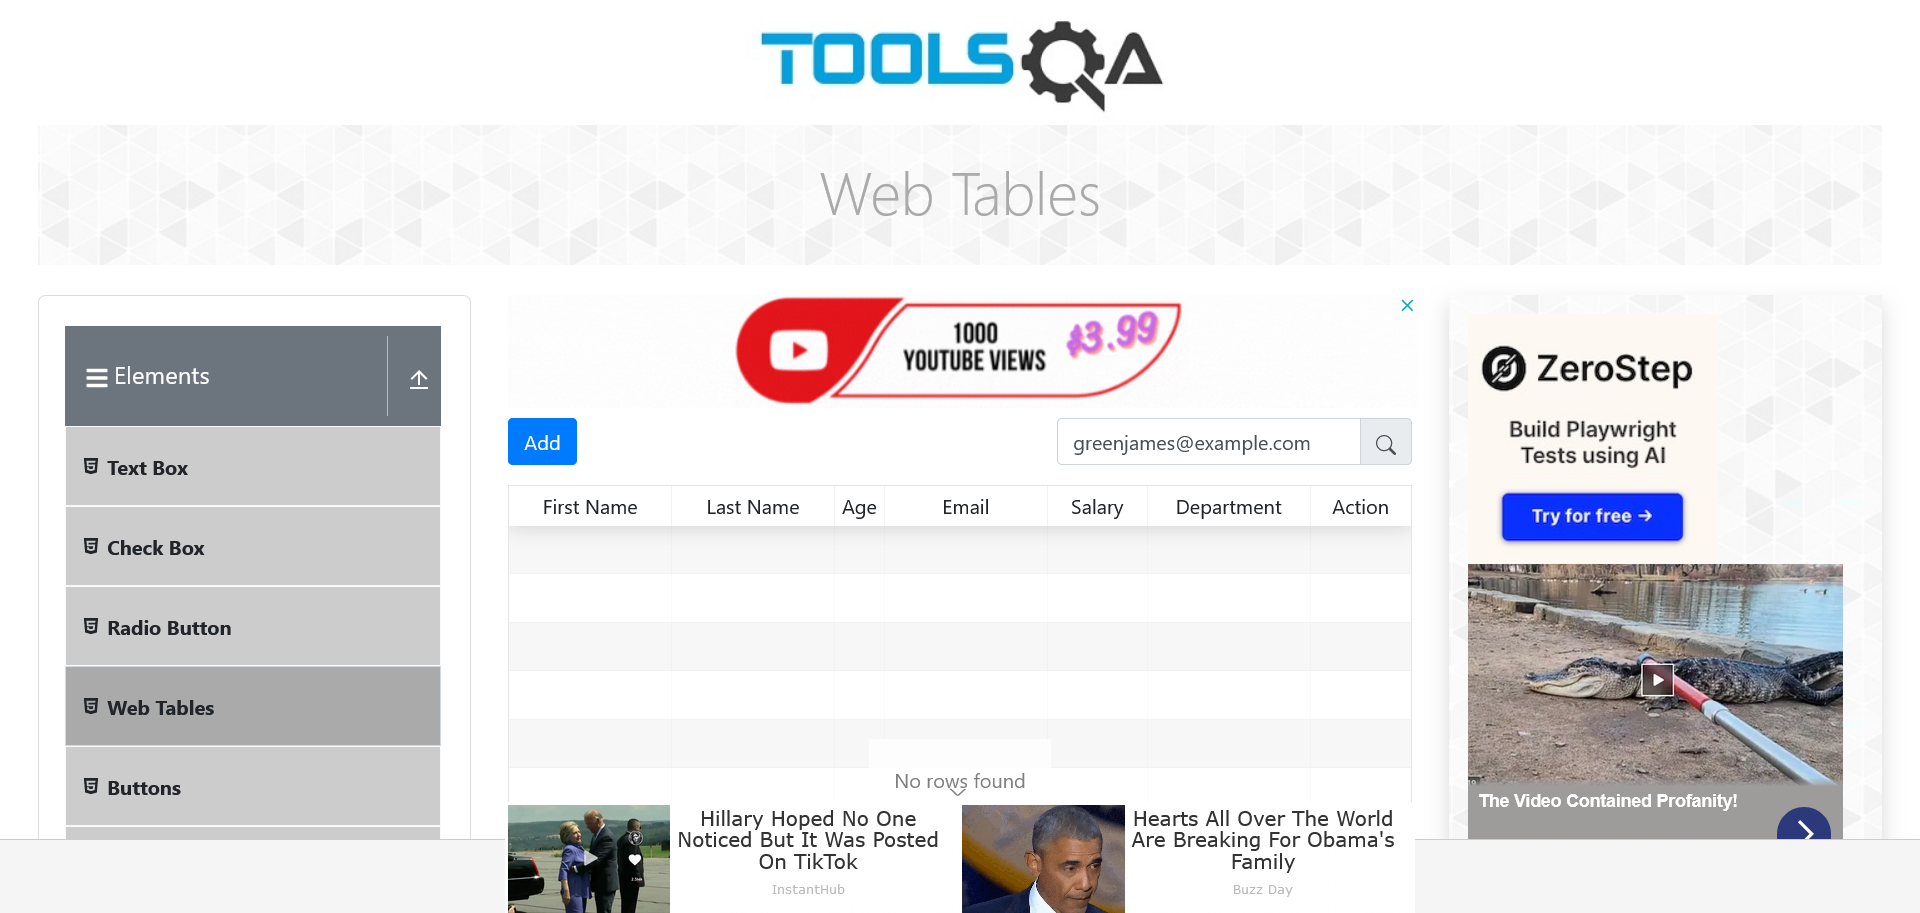 TOOLSQA
Web Tables
Elements
Text Box
Check Box
Radio Button
Web Tables
Buttons
1000
YOUTUBE VIEWS
$3.99
Add
greenjames@example.com
First Name Last Name Age Email Salary Department Action
No rows found
Hillary Hoped No One
Noticed But It Was Posted
On TikTok
InstantHub
Hearts All Over The World
Are Breaking For Obama's
Family
Buzz Day
ZeroStep
Build Playwright
Tests using AI
Try for free →
The Video Contained Profanity!